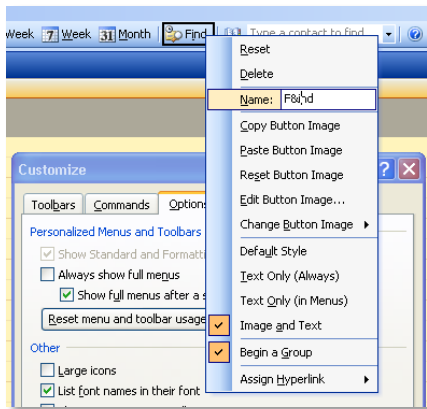 Week 7 Week 31 Month Find Type a contact to find
Reset
Delete
Name: F&ind
Copy Button Image
Paste Button Image
Reset Button Image
Edit Button Image...
Change Button Image
Default Style
Text Only (Always)
Text Only (in Menus)
Image and Text
Begin a Group
Assign Hyperlink
Customize
Toolbars Commands Options
Personalized Menus and Toolbars
Show Standard and Formatti
Always show full menus
Show full menus after a s
Reset menu and toolbar usage
Other
Large icons
List font names in their font